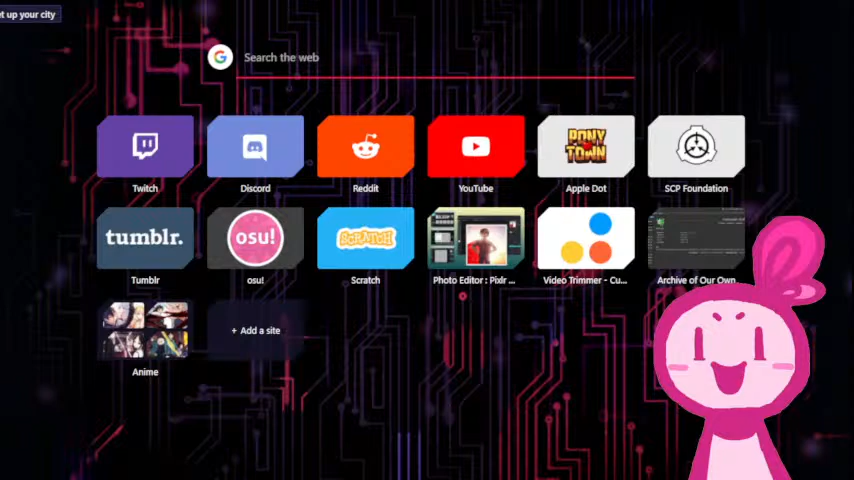 et up your city
Search the web
PONY
TOWN
Twitch
Discord
Reddit
YouTube
Apple Dot
SCP Foundation
tumblr.
osu!
SCRATCH
Tumblr
osu!
Scratch
Photo Editor : Pixlr ...
Video Trimmer - Cu...
Archive of Our Own
Anime
+ Add a site